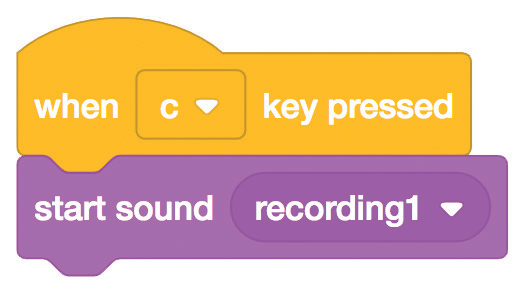 when c key pressed
start sound recording1